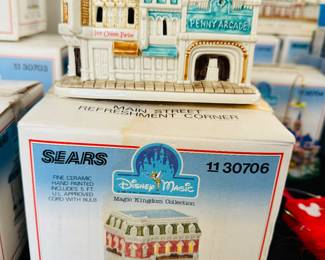 Ice Cream Parlor
PENNY ARCADE
11 30703
MAIN STREET
REFRESHMENT CORNER
SEARS
11 30706
FINE CERAMIC
HAND PAINTED
INCLUDES 5 FT.
U.L. APPROVED
CORD WITH BULB
Disney Magic
Magic Kingdom Collection